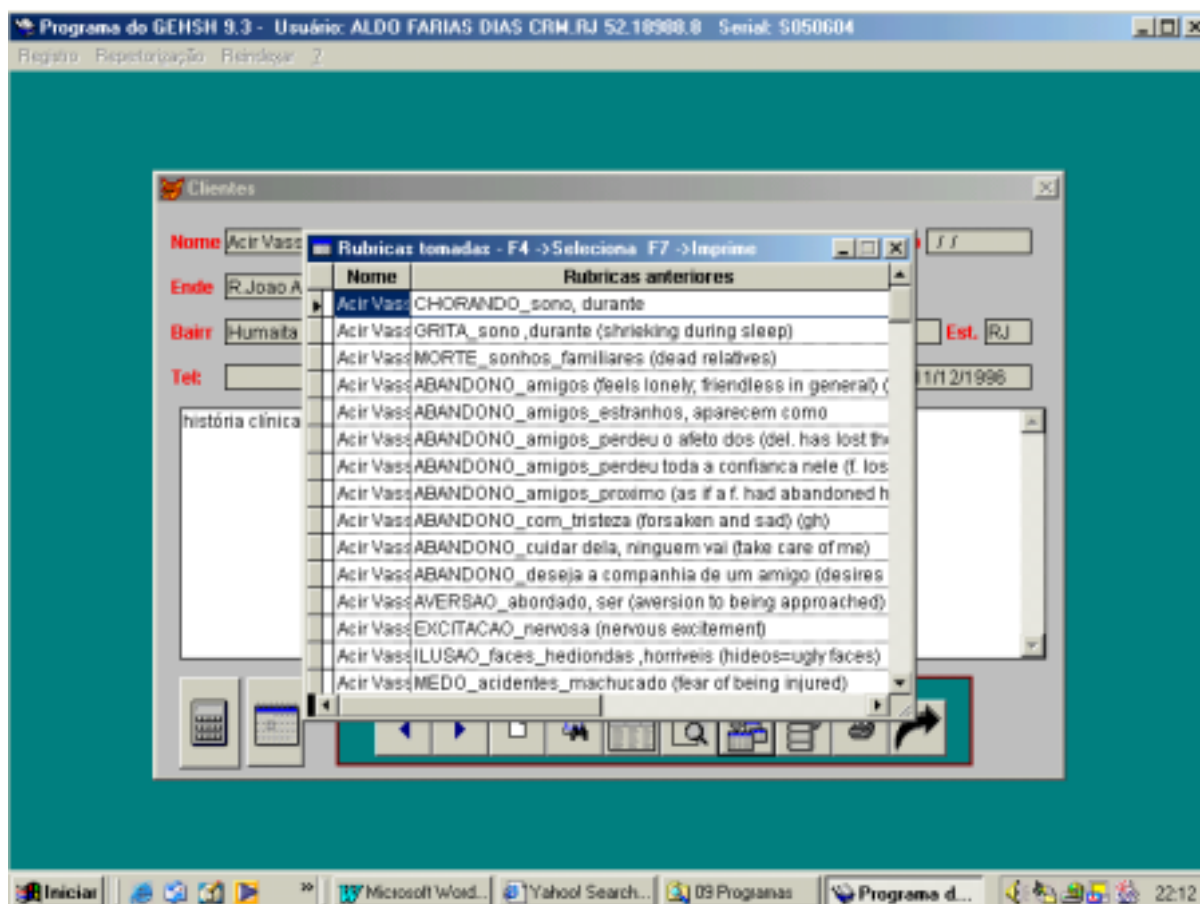 Programa do GEHSH 9.3 - Usuário: ALDO FARIAS DIAS CRM.RJ 52.18988.8 Serial: S050604
Registro Repertorização Reindexar ?
Clientes
Nome Acir Vass / /
Rubricas tomadas - F4 ->Seleciona F7 ->Imprime
Nome Rubricas anteriores
Ende R.Joao A
Acir Vass CHORANDO_sono, durante
Bairr Humaita Est. RJ
Acir Vass GRITA_sono ,durante (shrieking during sleep)
Acir Vass MORTE_sonhos_familiares (dead relatives)
Tel: 11/12/1996
Acir Vass ABANDONO_amigos (feels lonely; friendless in general) (
história clínica
Acir Vass ABANDONO_amigos_estranhos, aparecem como
Acir Vass ABANDONO_amigos_perdeu o afeto dos (del. has lost the
Acir Vass ABANDONO_amigos_perdeu toda a confianca nele (f. los
Acir Vass ABANDONO_amigos_proximo (as if a f. had abandoned h
Acir Vass ABANDONO_com_tristeza (forsaken and sad) (gh)
Acir Vass ABANDONO_cuidar dela, ninguem vai (take care of me)
Acir Vass ABANDONO_deseja a companhia de um amigo (desires
Acir Vass AVERSAO_abordado, ser (aversion to being approached)
Acir Vass EXCITACAO_nervosa (nervous excitement)
Acir Vass ILUSAO_faces_hediondas ,horriveis (hideos=ugly faces)
Acir Vass MEDO_acidentes_machucado (fear of being injured)
Iniciar » Microsoft Word... Yahoo! Search... 09 Programas Programa d... 22:12